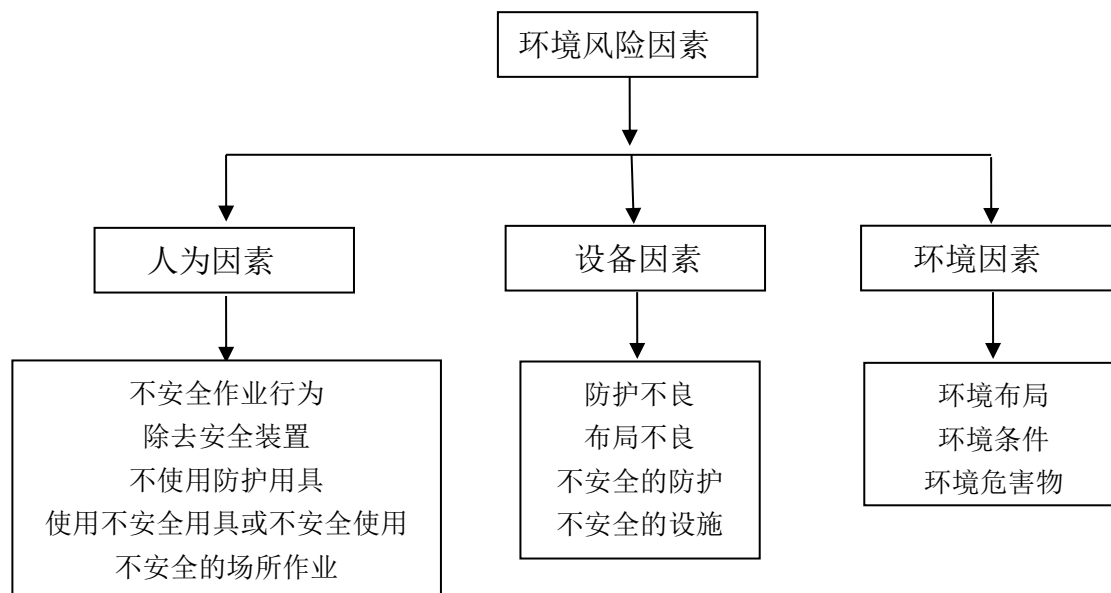 环境风险因素
人为因素
设备因素
环境因素
不安全作业行为
除去安全装置
不使用防护用具
使用不安全用具或不安全使用
不安全的场所作业
防护不良
布局不良
不安全的防护
不安全的设施
环境布局
环境条件
环境危害物